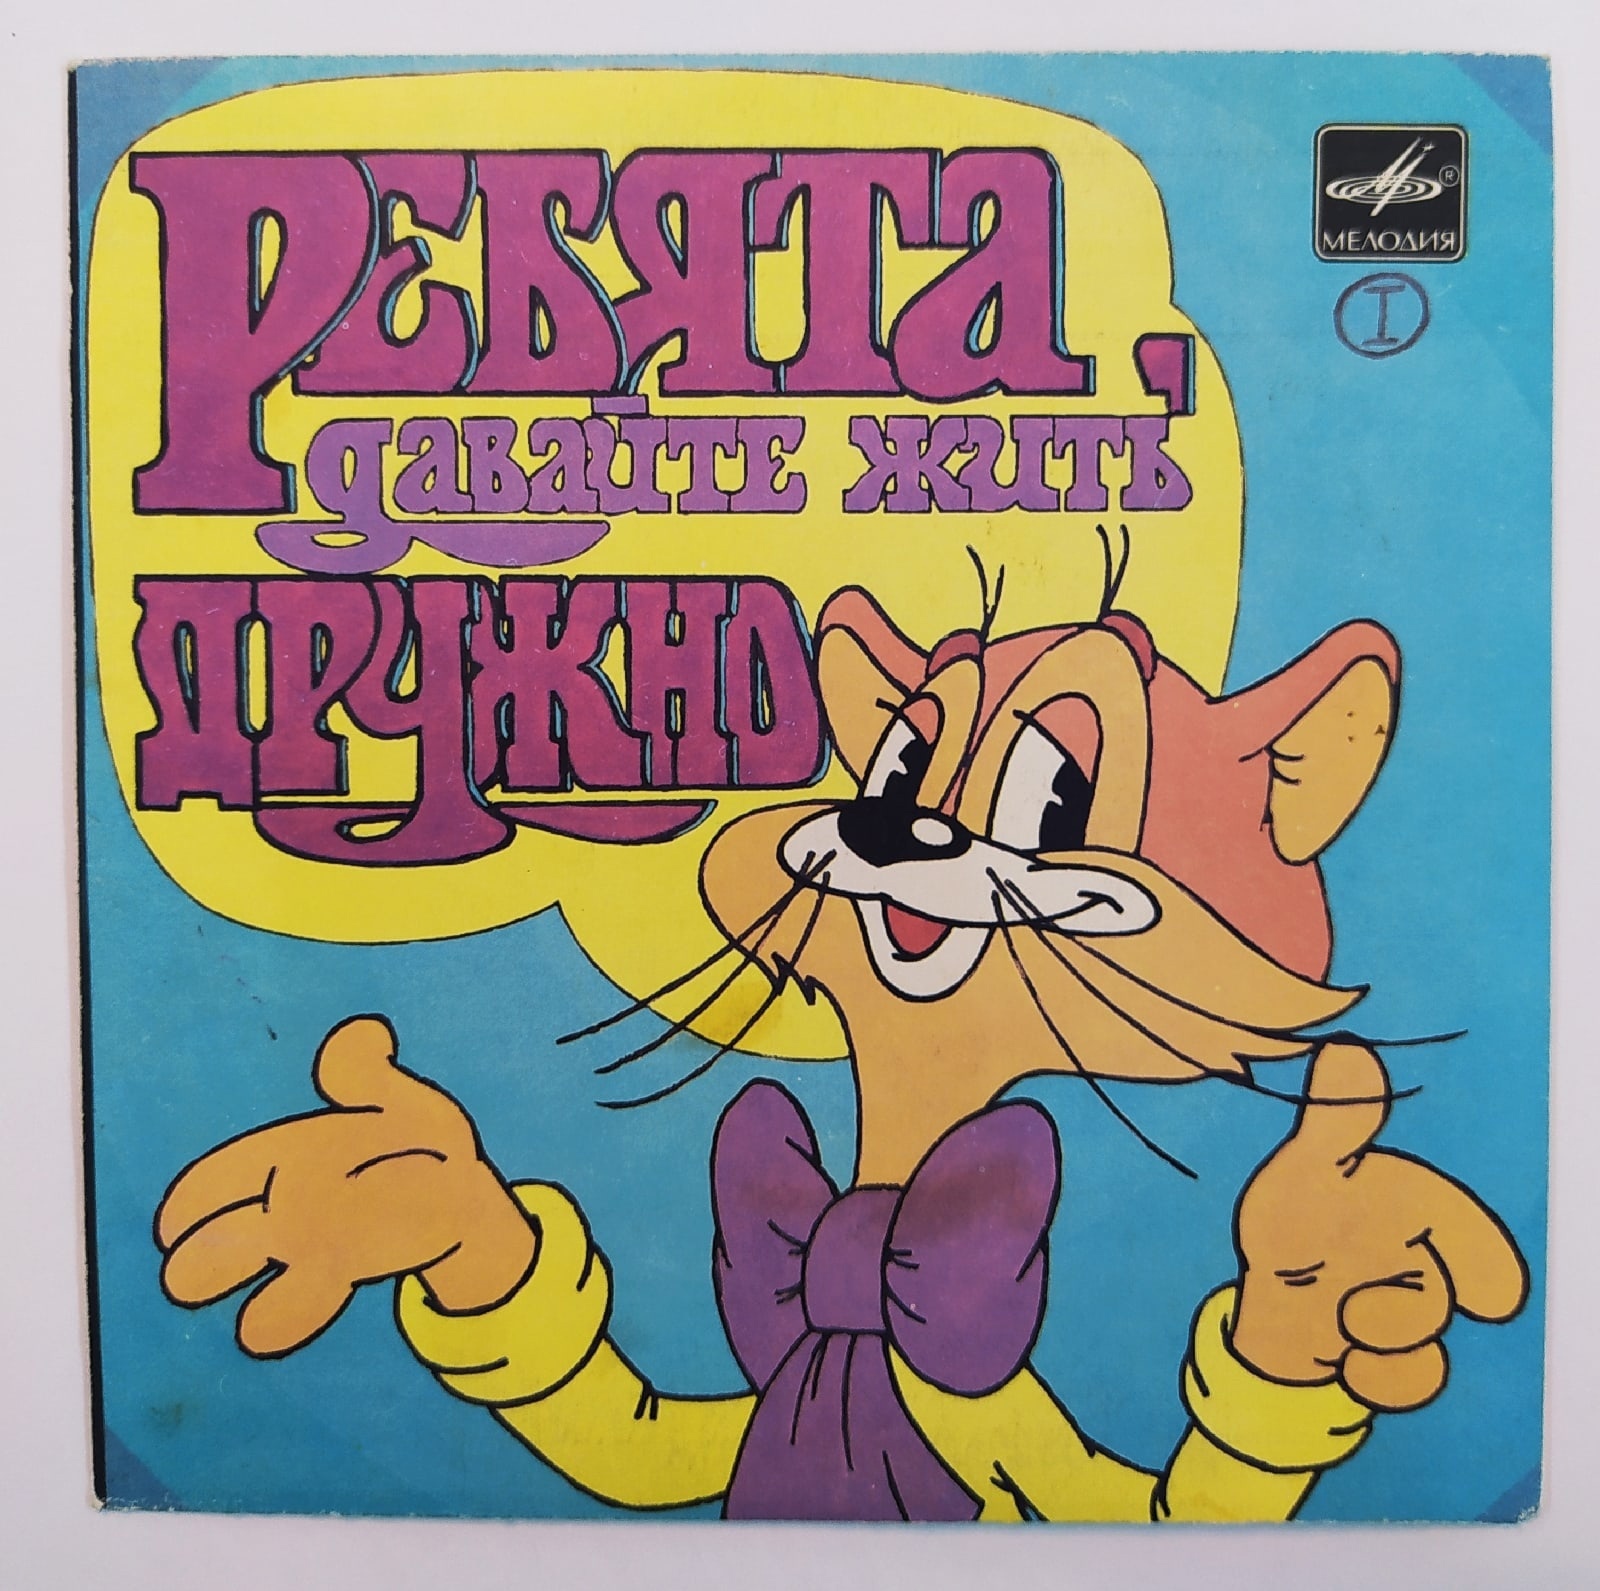 Ребята,
давайте жить
дружно
МЕЛОДИЯ
®
I